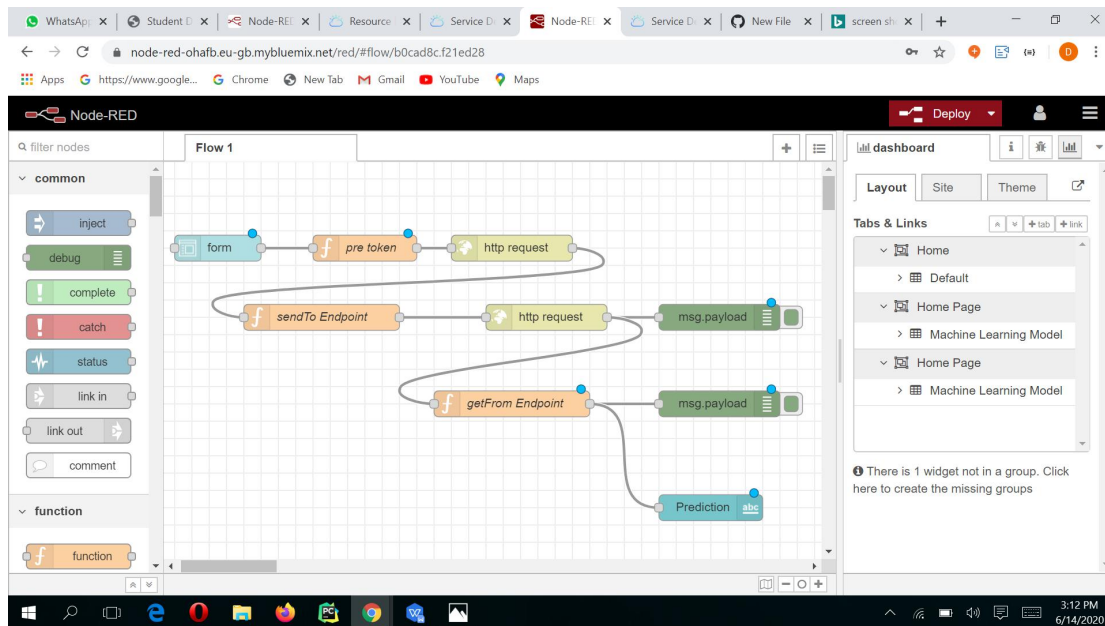 WhatsAp
Student D
Node-RE
Resource
Service D
Node-RE
Service D
New File
screen sh
node-red-ohafb.eu-gb.mybluemix.net/red/#flow/b0cad8c.f21ed28
D
Apps
https://www.google...
Chrome
New Tab
Gmail
YouTube
Maps
Node-RED
Deploy
filter nodes
Flow 1
dashboard
common
Layout
Site
Theme
inject
form
pre token
http request
Tabs & Links
tab
link
debug
Home
Default
complete
sendTo Endpoint
http request
msg.payload
Home Page
catch
Machine Learning Model
status
Home Page
link in
getFrom Endpoint
msg.payload
Machine Learning Model
link out
comment
There is 1 widget not in a group. Click
here to create the missing groups
function
Prediction
abc
function
PC
3:12 PM
6/14/2020